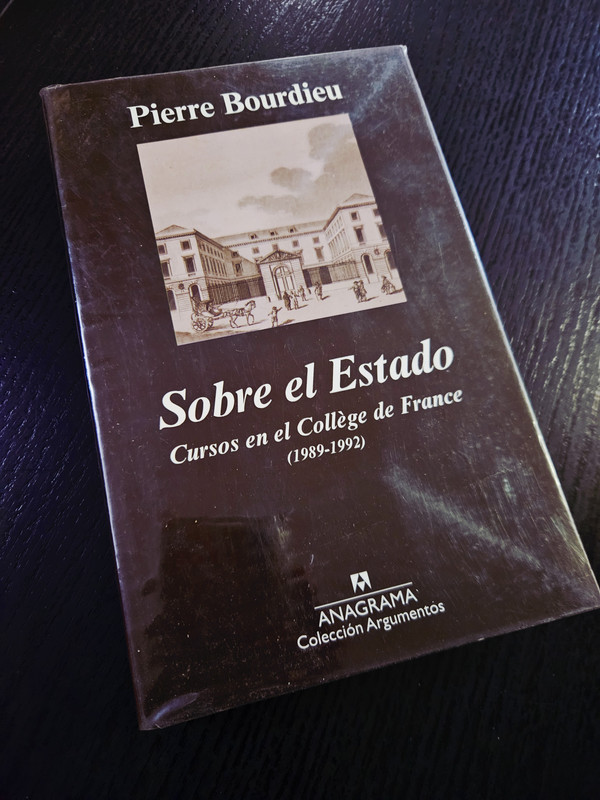 Pierre Bourdieu
Sobre el Estado
Cursos en el Collège de France
(1989-1992)
ANAGRAMA
Colección Argumentos